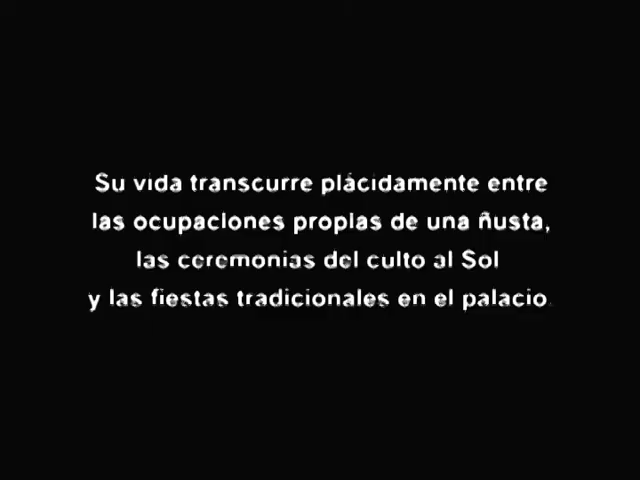 Su vida transcurre plácidamente entre
las ocupaciones propias de una ñusta,
las ceremonias del culto al Sol
y las fiestas tradicionales en el palacio.